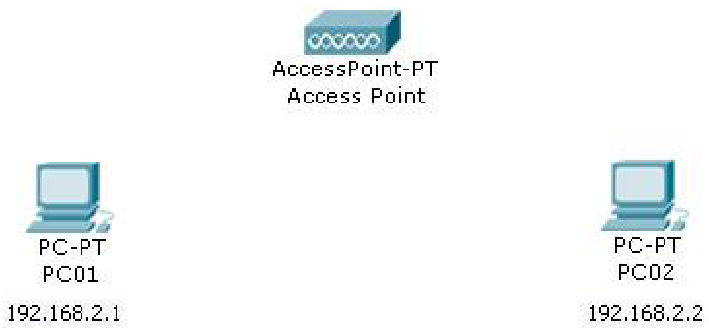 AccessPoint-PT
Access Point
PC-PT
PC01
192.168.2.1
PC-PT
PC02
192.168.2.2